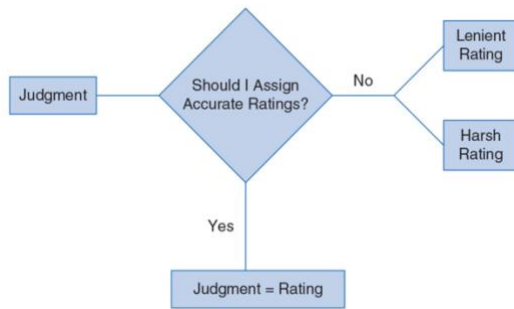 Judgment
Should I Assign
Accurate Ratings?
No
Lenient
Rating
Harsh
Rating
Yes
Judgment = Rating